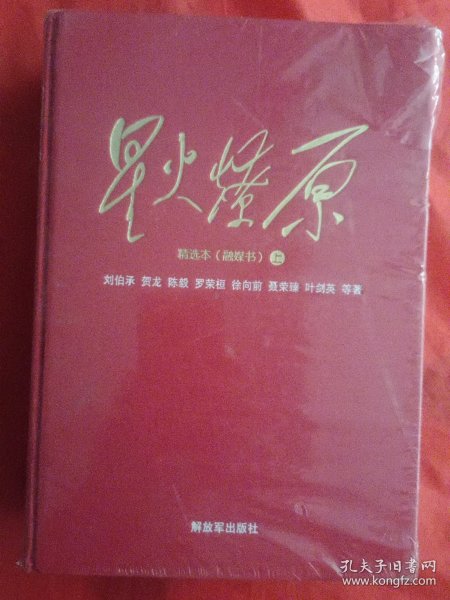 星火燎原
精选本（融媒书） 上
刘伯承 贺龙 陈毅 罗荣桓 徐向前 聂荣臻 叶剑英 等著
解放军出版社
孔夫子旧书网
www.kongfz.com